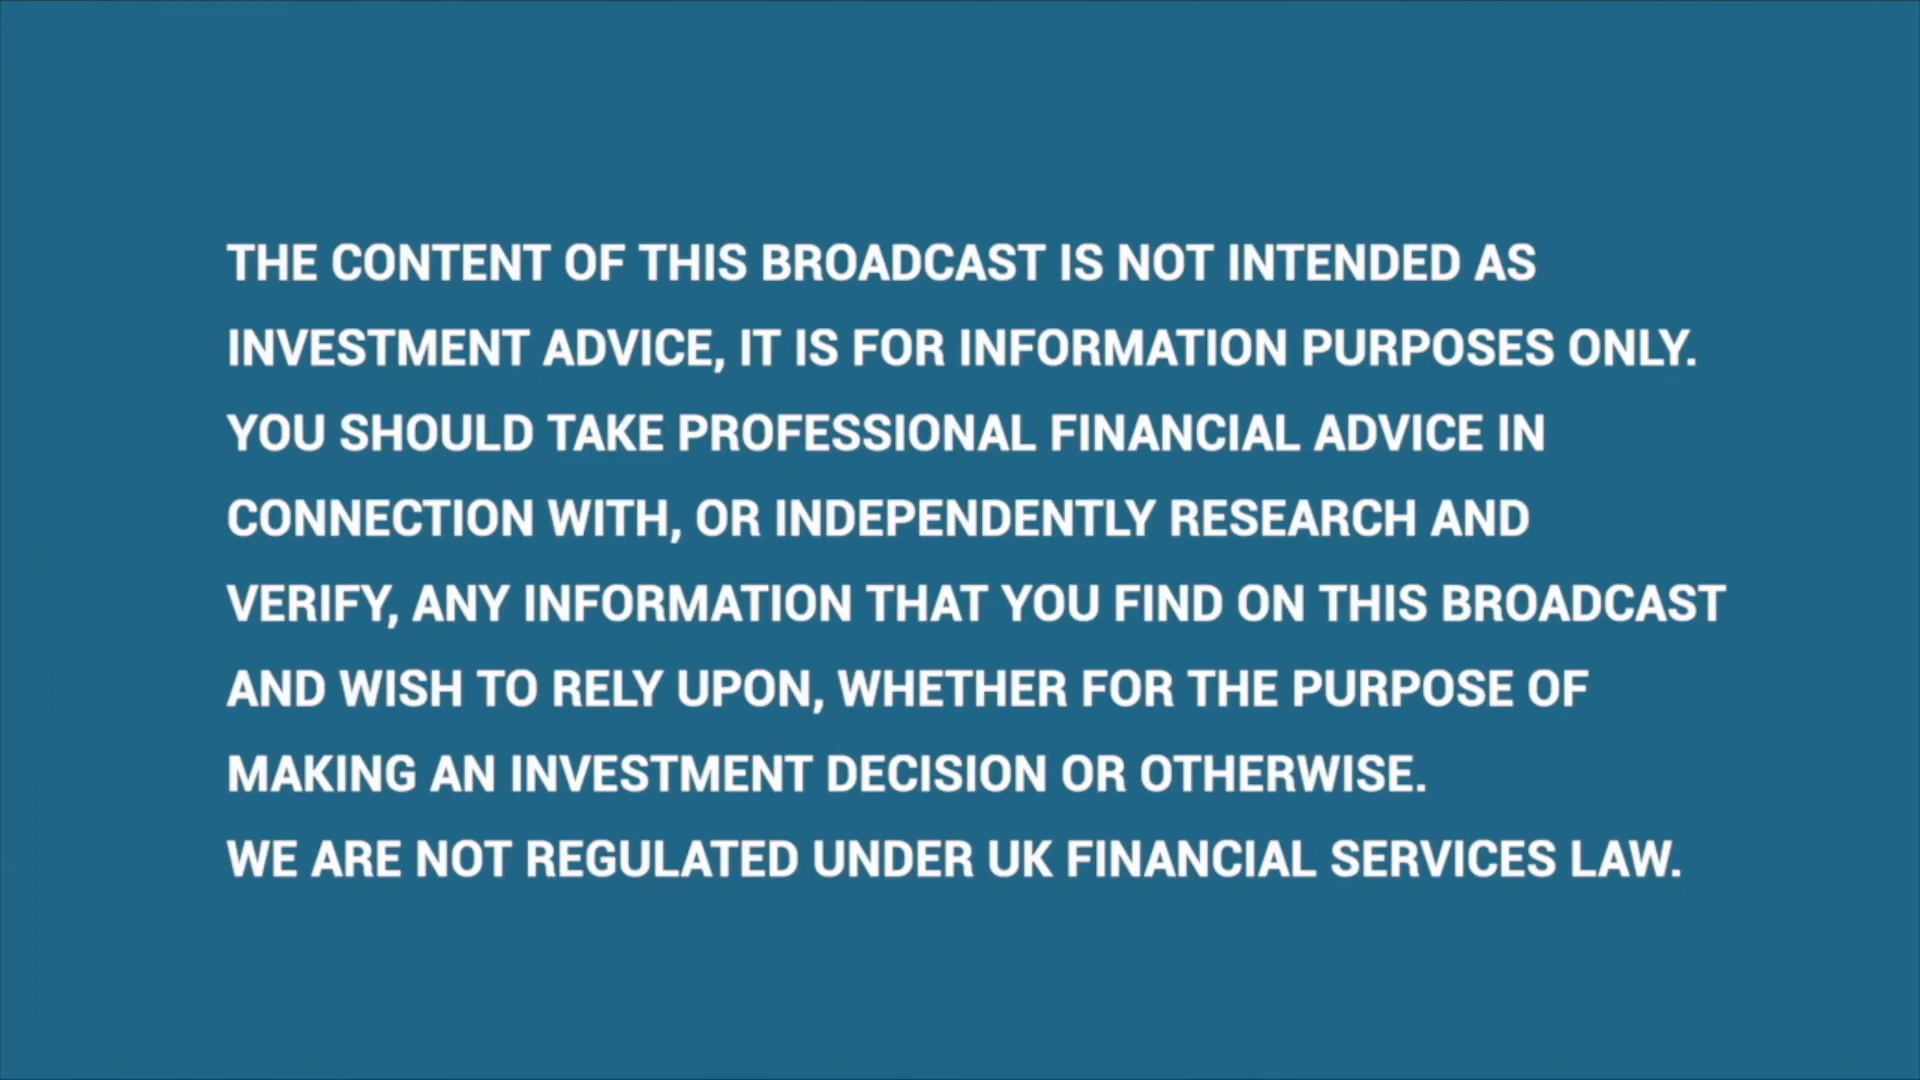 THE CONTENT OF THIS BROADCAST IS NOT INTENDED AS
INVESTMENT ADVICE, IT IS FOR INFORMATION PURPOSES ONLY.
YOU SHOULD TAKE PROFESSIONAL FINANCIAL ADVICE IN
CONNECTION WITH, OR INDEPENDENTLY RESEARCH AND
VERIFY, ANY INFORMATION THAT YOU FIND ON THIS BROADCAST
AND WISH TO RELY UPON, WHETHER FOR THE PURPOSE OF
MAKING AN INVESTMENT DECISION OR OTHERWISE.
WE ARE NOT REGULATED UNDER UK FINANCIAL SERVICES LAW.